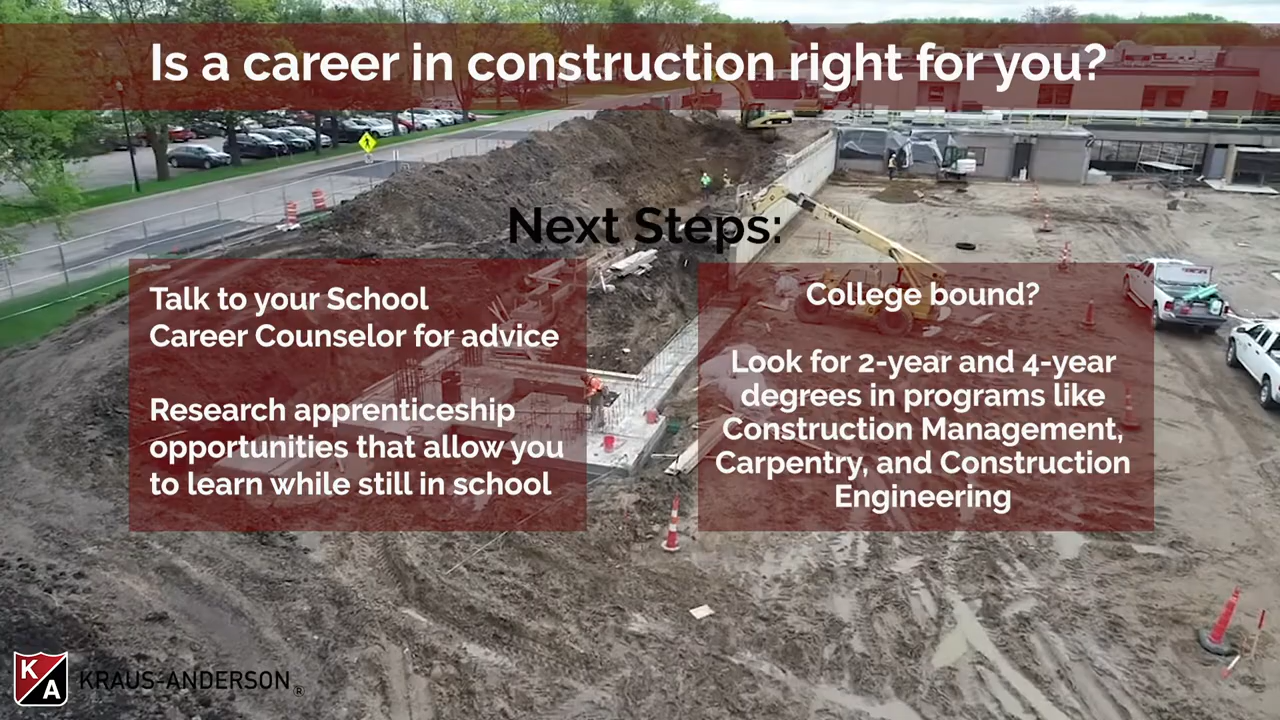 Is a career in construction right for you?
Next Steps:
Talk to your School
Career Counselor for advice
Research apprenticeship
opportunities that allow you
to learn while still in school
College bound?
Look for 2-year and 4-year
degrees in programs like
Construction Management,
Carpentry, and Construction
Engineering
K
A
KRAUS-ANDERSON®